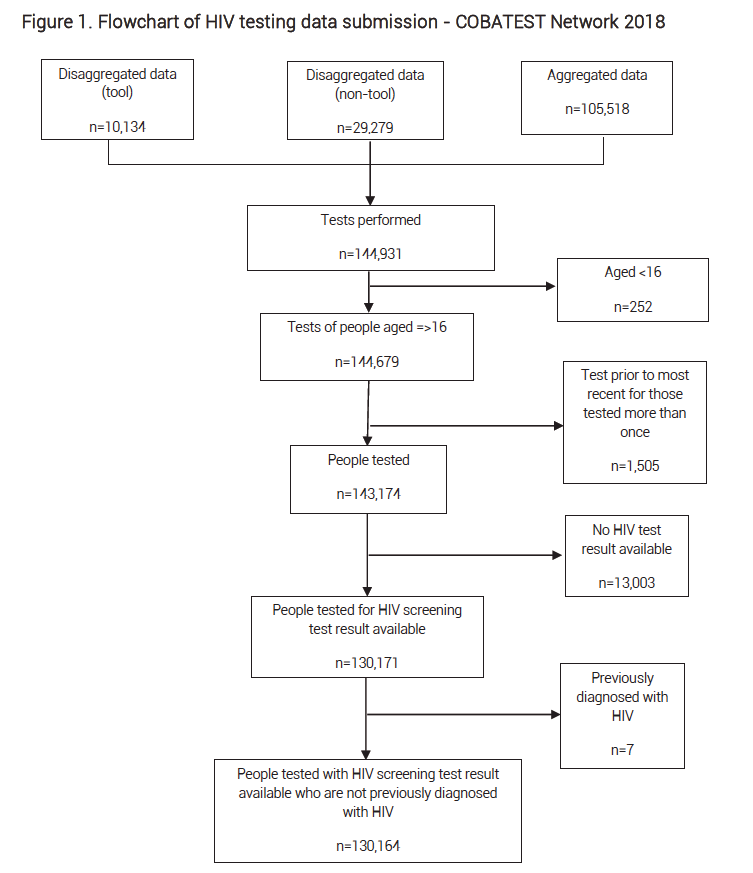 Figure 1. Flowchart of HIV testing data submission - COBATEST Network 2018
Disaggregated data
(tool)
n=10,134
Disaggregated data
(non-tool)
n=29,279
Aggregated data
n=105,518
Tests performed
n=144,931
Aged <16
n=252
Tests of people aged =>16
n=144,679
Test prior to most
recent for those
tested more than
once
n=1,505
People tested
n=143,174
No HIV test
result available
n=13,003
People tested for HIV screening
test result available
n=130,171
Previously
diagnosed with
HIV
n=7
People tested with HIV screening test result
available who are not previously diagnosed
with HIV
n=130,164